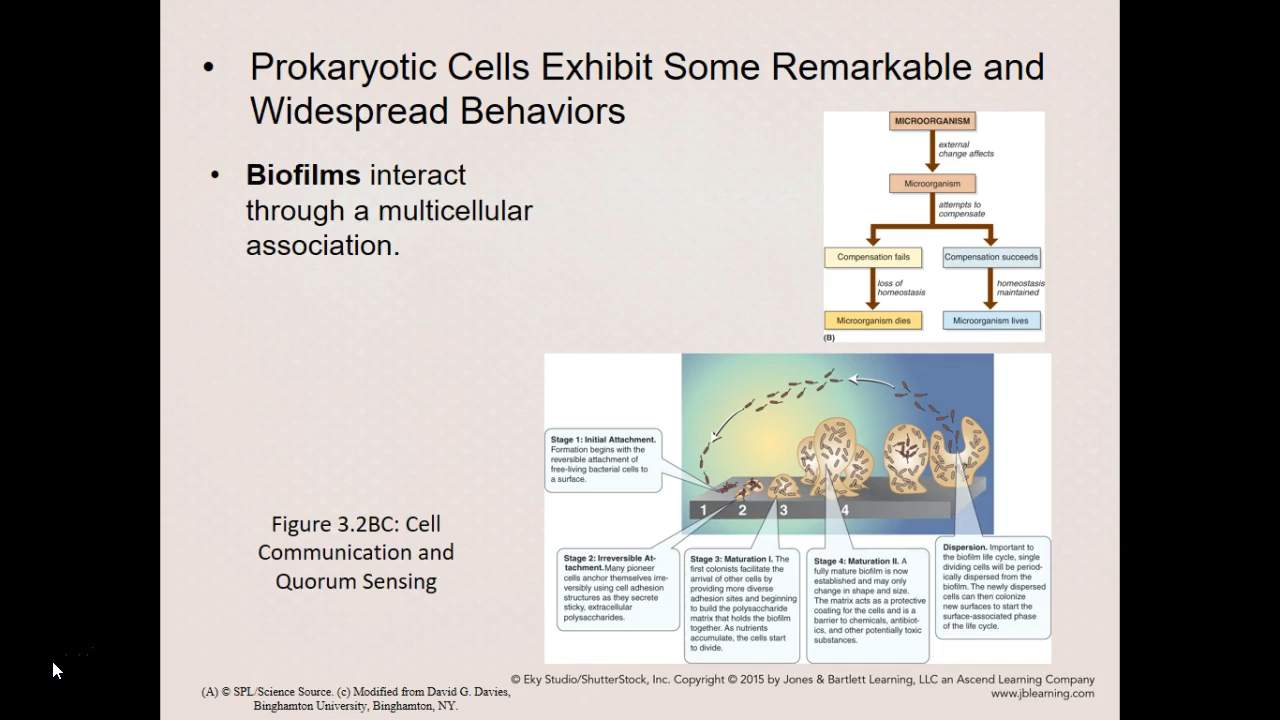 • Prokaryotic Cells Exhibit Some Remarkable and
Widespread Behaviors
• Biofilms interact
through a multicellular
association.
MICROORGANISM
external
change affects
Microorganism
attempts to
compensate
Compensation fails
Compensation succeeds
loss of
homeostasis
homeostasis
maintained
Microorganism dies
Microorganism lives
(B)
Stage 1: Initial Attachment.
Formation begins with the
reversible attachment of
free-living bacterial cells to
a surface.
1 2 3 4
Stage 2: Irreversible At-
tachment. Many pioneer
cells anchor themselves irre-
versibly using cell adhesion
structures as they secrete
sticky, extracellular
polysaccharides.
Stage 3: Maturation I. The
first colonists facilitate the
arrival of other cells by
providing more diverse
adhesion sites and beginning
to build the polysaccharide
matrix that holds the biofilm
together. As nutrients
accumulate, the cells start
to divide.
Stage 4: Maturation II. A
fully mature biofilm is now
established and may only
change in shape and size.
The matrix acts as a protective
coating for the cells and is a
barrier to chemicals, antibiot-
ics, and other potentially toxic
substances.
Dispersion. Important to
the biofilm life cycle, single
dividing cells will be period-
ically dispersed from the
biofilm. The newly dispersed
cells can then colonize
new surfaces to start the
surface-associated phase
of the life cycle.
Figure 3.2BC: Cell
Communication and
Quorum Sensing
(A) © SPL/Science Source. (c) Modified from David G. Davies,
Binghamton University, Binghamton, NY.
© Eky Studio/ShutterStock, Inc. Copyright © 2015 by Jones & Bartlett Learning, LLC an Ascend Learning Company
www.jblearning.com